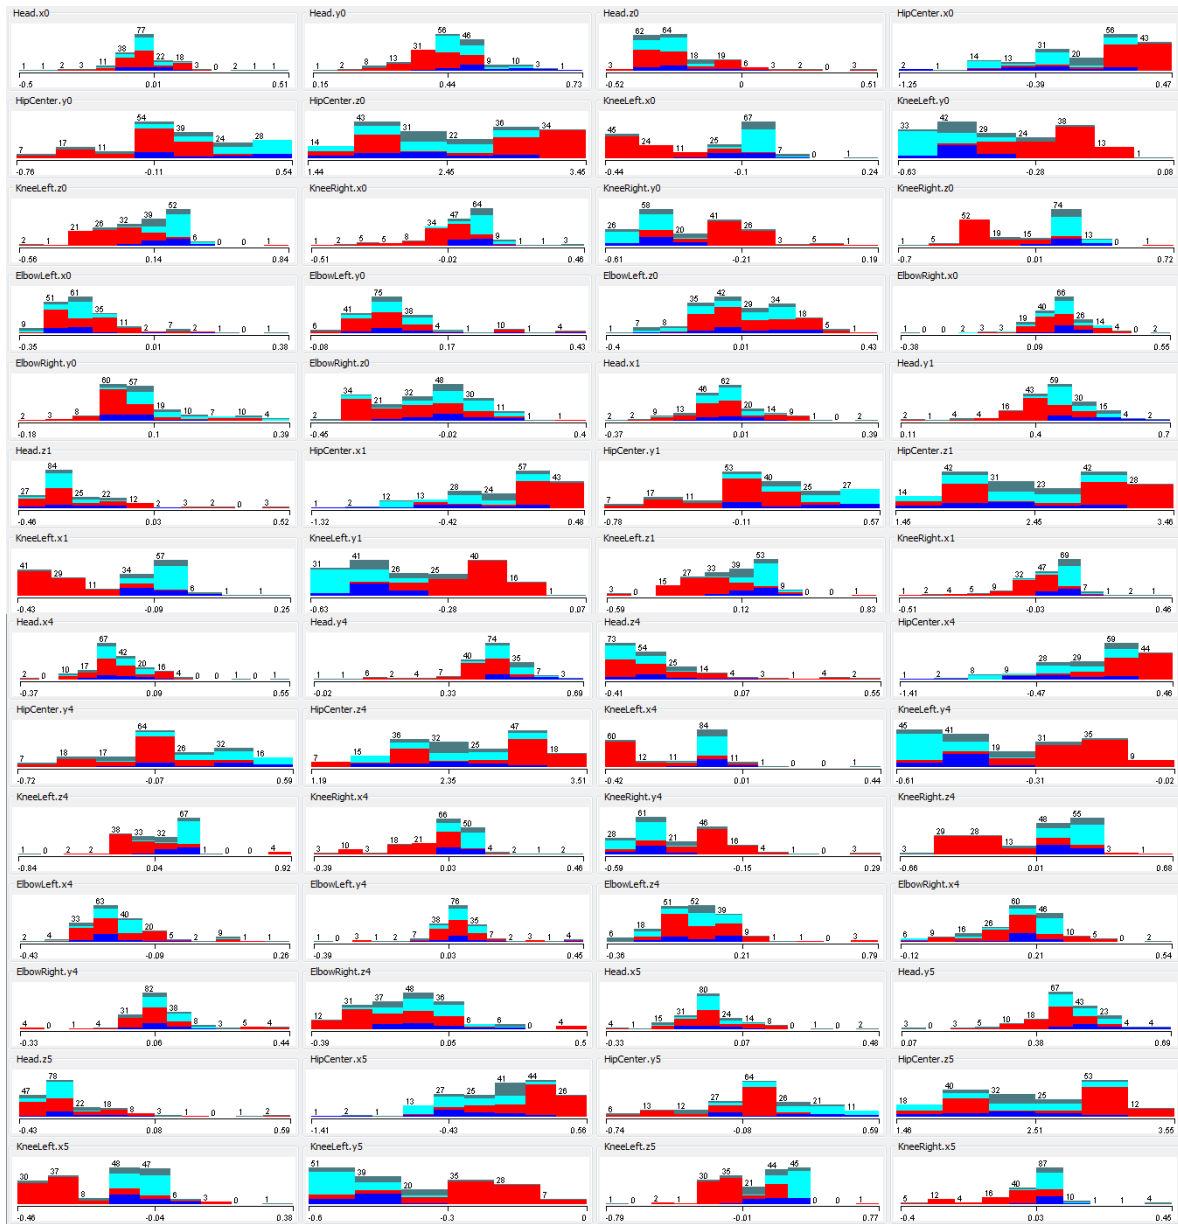 Head.x0 Head.y0 Head.z0 HipCenter.x0
1 1 2 3 11 38 77 22 18 3 0 2 1 1
1 2 8 13 31 56 46 9 10 3 1
62 64 18 19 6 3 2 0 3
2 1 14 13 31 20 56 43
-0.5 0.01 0.51 0.15 0.44 0.73 -0.52 0 0.51 -1.25 -0.39 0.47
HipCenter.y0 HipCenter.z0 KneeLeft.x0 KneeLeft.y0
7 17 11 54 39 24 28
14 43 31 22 36 34
45 24 11 25 67 7 0 1
33 42 29 24 38 13 1
-0.76 -0.11 0.54 1.44 2.45 3.46 -0.44 -0.1 0.24 -0.63 -0.28 0.08
KneeLeft.z0 KneeRight.x0 KneeRight.y0 KneeRight.z0
2 1 21 26 32 39 52 6 0 0 1
1 2 5 5 8 34 47 64 9 1 1 3
26 58 20 41 26 3 5 1
1 5 52 19 15 74 13 0 1
-0.56 0.14 0.84 -0.51 -0.02 0.46 -0.61 -0.21 0.19 -0.7 0.01 0.72
ElbowLeft.x0 ElbowLeft.y0 ElbowLeft.z0 ElbowRight.x0
9 51 61 35 11 2 7 2 1 0 1
6 41 75 38 4 1 10 1 4
1 7 8 35 42 29 34 18 5 1
1 0 0 2 3 3 19 40 66 26 14 4 0 2
-0.35 0.01 0.38 -0.08 0.17 0.43 -0.4 0.01 0.43 -0.38 0.09 0.55
ElbowRight.y0 ElbowRight.z0 Head.x1 Head.y1
2 3 8 60 57 19 10 7 10 4
2 34 21 32 48 30 11 1 1
2 2 9 13 46 62 20 14 9 1 0 2
2 1 4 4 16 43 59 30 15 4 2
-0.18 0.1 0.39 -0.45 -0.02 0.4 -0.37 0.01 0.39 0.11 0.4 0.7
Head.z1 HipCenter.x1 HipCenter.y1 HipCenter.z1
27 84 25 22 12 2 3 2 0 3
1 2 12 13 28 24 57 43
7 17 11 53 40 25 27
14 42 31 23 42 28
-0.46 0.03 0.52 -1.32 -0.42 0.48 -0.78 -0.11 0.57 1.45 2.45 3.46
KneeLeft.x1 KneeLeft.y1 KneeLeft.z1 KneeRight.x1
41 29 11 34 57 6 1 1
31 41 26 25 40 16 1
3 0 15 27 33 39 53 9 0 0 1
1 2 4 5 9 32 47 69 7 1 2 1
-0.43 -0.09 0.25 -0.63 -0.28 0.07 -0.59 0.12 0.83 -0.51 -0.03 0.46
Head.x4 Head.y4 Head.z4 HipCenter.x4
2 0 10 17 67 42 20 16 4 0 0 1 0 1
1 1 6 2 4 7 40 74 35 7 3
73 54 25 14 4 3 1 4 2
1 2 8 9 28 29 59 44
-0.37 0.09 0.55 -0.02 0.33 0.69 -0.41 0.07 0.55 -1.41 -0.47 0.46
HipCenter.y4 HipCenter.z4 KneeLeft.x4 KneeLeft.y4
7 18 17 64 26 32 16
7 15 36 32 25 47 18
60 12 11 84 11 1 0 0 1
45 41 19 31 35 9
-0.72 -0.07 0.59 1.19 2.35 3.51 -0.42 0.01 0.44 -0.61 -0.31 -0.02
KneeLeft.z4 KneeRight.x4 KneeRight.y4 KneeRight.z4
1 0 2 2 38 33 32 67 1 0 0 4
3 10 3 18 21 66 50 4 2 1 2
28 61 21 46 16 4 1 0 3
29 28 13 48 55 3 1
-0.84 0.04 0.92 -0.39 0.03 0.46 -0.59 -0.15 0.29 -0.66 0.01 0.68
ElbowLeft.x4 ElbowLeft.y4 ElbowLeft.z4 ElbowRight.x4
2 4 33 63 40 20 5 2 9 1 1
1 0 3 1 2 7 38 76 35 7 2 3 1 4
6 18 51 52 39 9 1 1 0 3
6 9 16 26 60 46 10 5 0 2
-0.43 -0.09 0.26 -0.39 0.03 0.45 -0.36 0.21 0.79 -0.12 0.21 0.54
ElbowRight.y4 ElbowRight.z4 Head.x5 Head.y5
4 0 1 4 31 82 38 8 3 5 4
12 31 37 48 36 6 6 0 4
4 1 15 31 80 24 14 8 0 1 0 2
3 0 3 5 10 18 67 43 23 4 4
-0.33 0.06 0.44 -0.39 0.05 0.5 -0.33 0.07 0.48 0.07 0.38 0.69
Head.z5 HipCenter.x5 HipCenter.y5 HipCenter.z5
47 78 22 18 8 3 1 0 1 2
1 2 1 13 27 25 41 44 26
6 13 12 27 64 26 21 11
18 40 32 25 53 12
-0.43 0.08 0.59 -1.41 -0.43 0.56 -0.74 -0.08 0.59 1.46 2.51 3.55
KneeLeft.x5 KneeLeft.y5 KneeLeft.z5 KneeRight.x5
30 37 8 48 47 6 3 0 1
51 39 20 35 28 7
1 0 2 1 30 35 21 44 45 0 0 1
5 12 4 16 40 87 10 1 1 4
-0.46 -0.04 0.38 -0.6 -0.3 0 -0.79 -0.01 0.77 -0.4 0.03 0.45